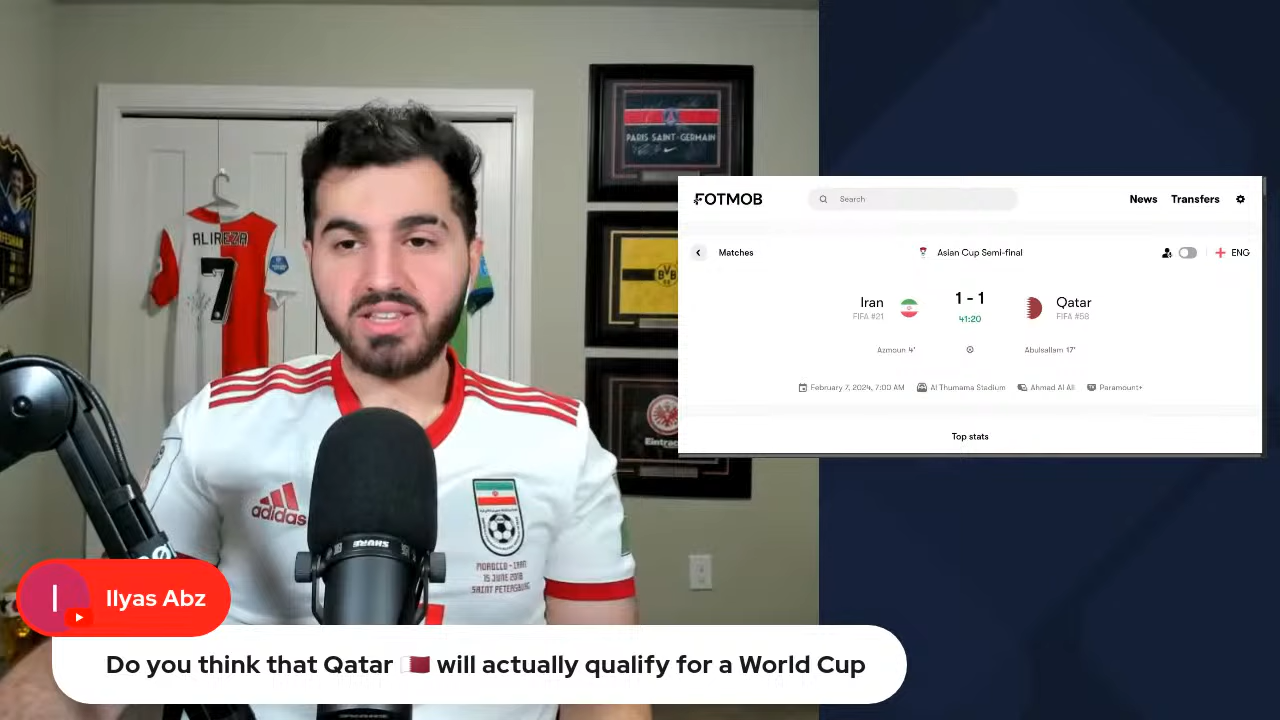 ALIREZA
7
PARIS SAINT-GERMAIN
BVB
Eintrac
adidas
MOROCCO - IRAN
15 JUNE 2018
SAINT PETERSBURG
SHURE
FOTMOB
Search
News
Transfers
Matches
Asian Cup Semi-final
ENG
Iran
FIFA #21
1 - 1
41:20
Qatar
FIFA #58
Azmoun 4'
Abulsallam 17'
February 7, 2024, 7:00 AM
Al Thumama Stadium
Ahmad Al Ali
Paramount+
Top stats
I
Ilyas Abz
Do you think that Qatar 🇶🇦 will actually qualify for a World Cup